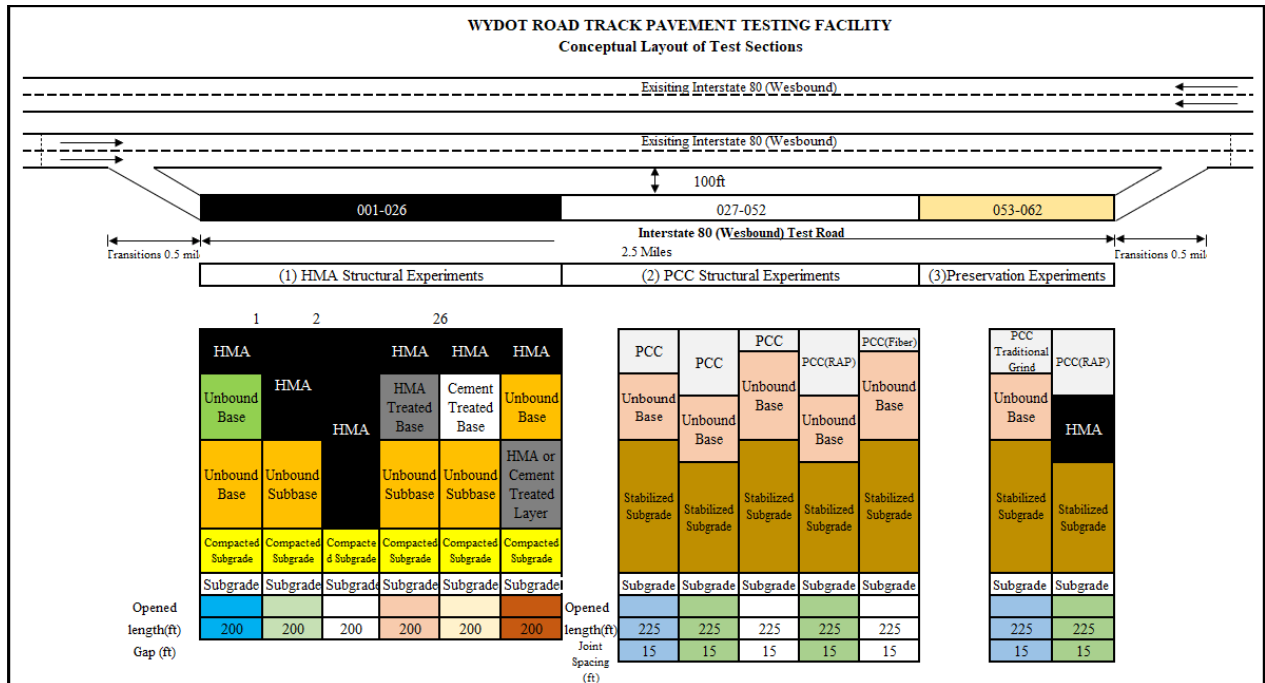 WYDOT ROAD TRACK PAVEMENT TESTING FACILITY
Conceptual Layout of Test Sections
Exisiting Interstate 80 (Wesbound)
Exisiting Interstate 80 (Wesbound)
100ft
001-026 027-052 053-062
Interstate 80 (Wesbound) Test Road
Transitions 0.5 mil 2.5 Miles Transitions 0.5 mil
(1) HMA Structural Experiments (2) PCC Structural Experiments (3)Preservation Experiments
1 2 26
HMA
Unbound
Base
Unbound
Base
Compacted
Subgrade
Subgrade
HMA
Unbound
Subbase
Compacted
Subgrade
Subgrade
HMA
Compacte
d Subgrade
Subgrade
HMA
HMA
Treated
Base
Unbound
Subbase
Compacted
Subgrade
Subgrade
HMA
Cement
Treated
Base
Unbound
Subbase
Compacted
Subgrade
Subgrade
HMA
Unbound
Base
HMA or
Cement
Treated
Layer
Compacted
Subgrade
Subgrade
Opened
length(ft) 200 200 200 200 200 200
Gap (ft)
PCC
Unbound
Base
Stabilized
Subgrade
Subgrade
PCC
Unbound
Base
Stabilized
Subgrade
Subgrade
PCC
Unbound
Base
Stabilized
Subgrade
Subgrade
PCC(RAP)
Unbound
Base
Stabilized
Subgrade
Subgrade
PCC(Fiber)
Unbound
Base
Stabilized
Subgrade
Subgrade
PCC
Traditional
Grind
Unbound
Base
Stabilized
Subgrade
Subgrade
PCC(RAP)
HMA
Stabilized
Subgrade
Subgrade
Opened
length(ft) 225 225 225 225 225 225 225
Joint
Spacing
(ft)
15 15 15 15 15 15 15